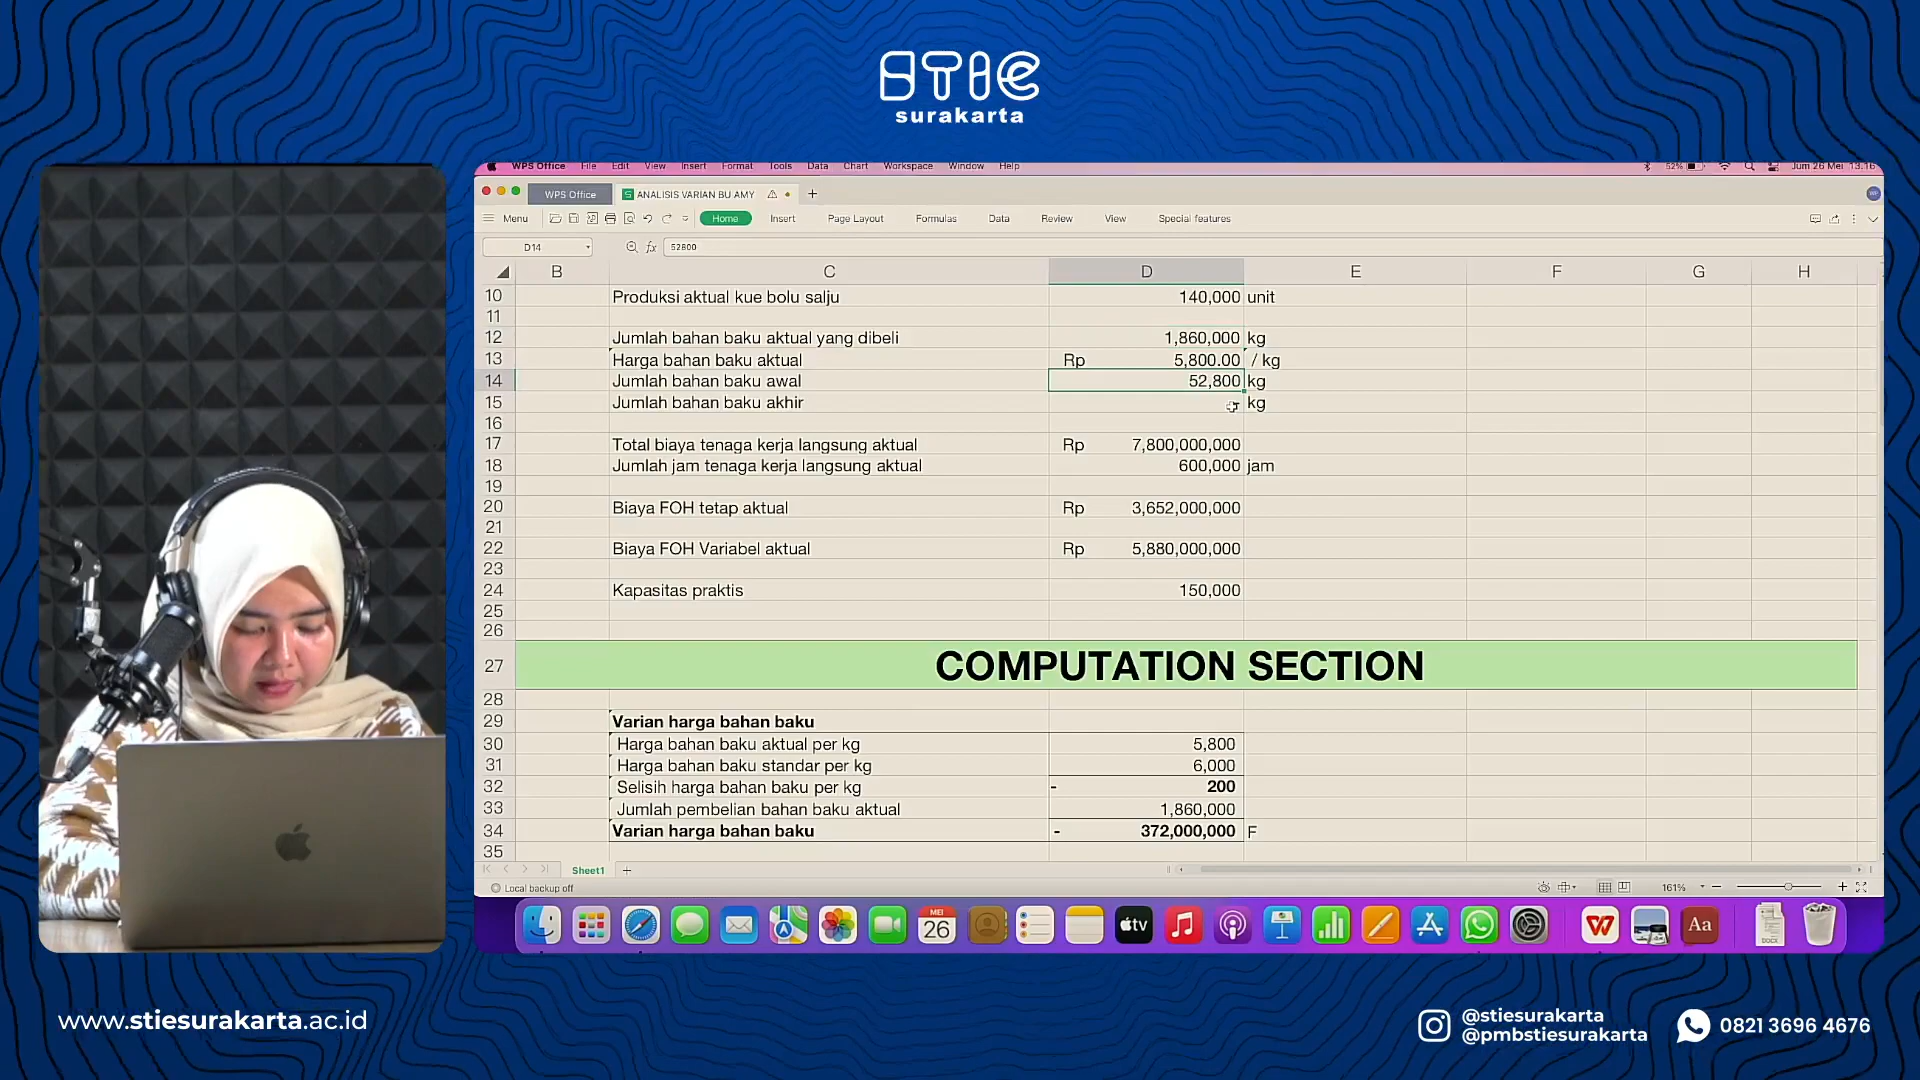 STIE
surakarta
WPS Office File Edit View Insert Format Tools Data Chart Workspace Window Help 52% Jum 26 Mei 13.16
WPS Office ANALISIS VARIAN BU AMY +
Menu Home Insert Page Layout Formulas Data Review View Special features
D14 fx 52800
B C D E F G H
10 Produksi aktual kue bolu salju 140,000 unit
11
12 Jumlah bahan baku aktual yang dibeli 1,860,000 kg
13 Harga bahan baku aktual Rp 5,800.00 / kg
14 Jumlah bahan baku awal 52,800 kg
15 Jumlah bahan baku akhir kg
16
17 Total biaya tenaga kerja langsung aktual Rp 7,800,000,000
18 Jumlah jam tenaga kerja langsung aktual 600,000 jam
19
20 Biaya FOH tetap aktual Rp 3,652,000,000
21
22 Biaya FOH Variabel aktual Rp 5,880,000,000
23
24 Kapasitas praktis 150,000
25
26
27 COMPUTATION SECTION
28
29 Varian harga bahan baku
30 Harga bahan baku aktual per kg 5,800
31 Harga bahan baku standar per kg 6,000
32 Selisih harga bahan baku per kg - 200
33 Jumlah pembelian bahan baku aktual 1,860,000
34 Varian harga bahan baku - 372,000,000 F
35
Sheet1 +
Local backup off 161% - +
MEI
26
tv
Aa
DOCX
www.stiesurakarta.ac.id
@stiesurakarta
@pmbstiesurakarta
0821 3696 4676